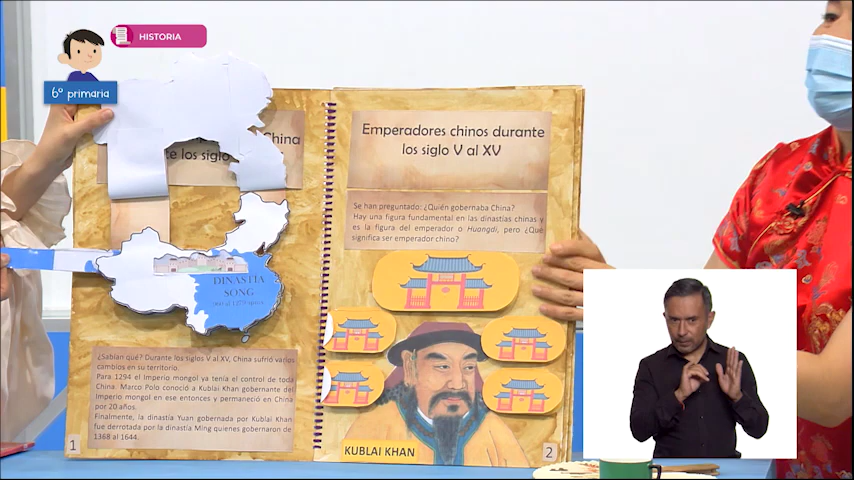 HISTORIA
6° primaria
China
te los siglo
DINASTÍA
SONG
¿Sabían qué? Durante los siglos V al XV, China sufrió varios
cambios en su territorio.
Para 1294 el Imperio mongol ya tenía el control de toda
China. Marco Polo conoció a Kublai Khan gobernante del
Imperio mongol en ese entonces y permaneció en China
por 20 años.
Finalmente, la dinastía Yuan gobernada por Kublai Khan
fue derrotada por la dinastía Ming quienes gobernaron de
1368 al 1644.
1
Emperadores chinos durante
los siglo V al XV
Se han preguntado: ¿Quién gobernaba China?
Hay una figura fundamental en las dinastías chinas y
es la figura del emperador o Huangdi, pero ¿Qué
significa ser emperador chino?
KUBLAI KHAN
2